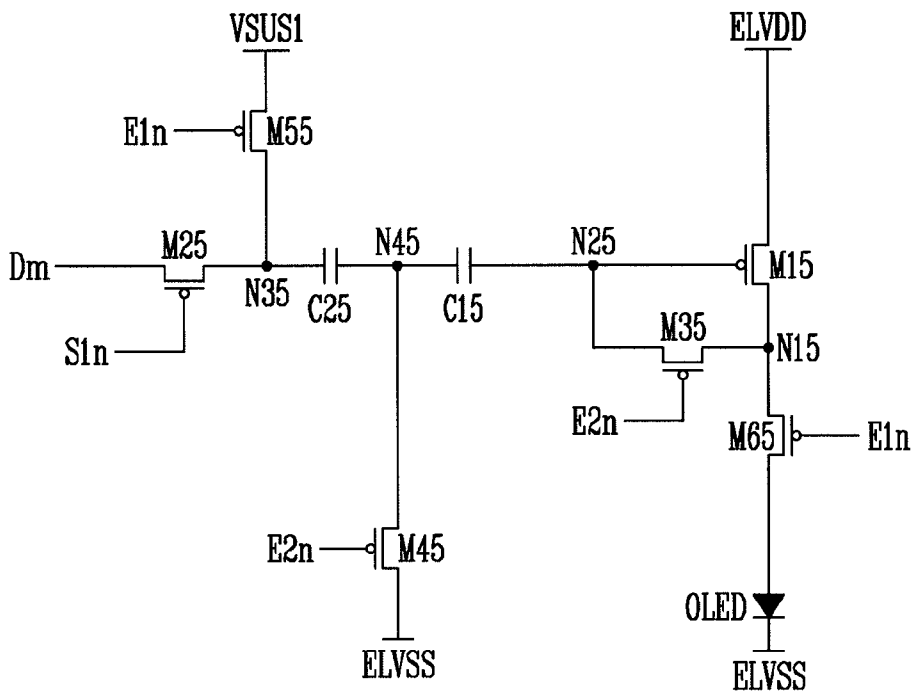 VSUS1
ELVDD
E1n
M55
M25
N45
N25
Dm
N35
C25
C15
M15
S1n
M35
N15
E2n
M65
E1n
E2n
M45
OLED
ELVSS
ELVSS